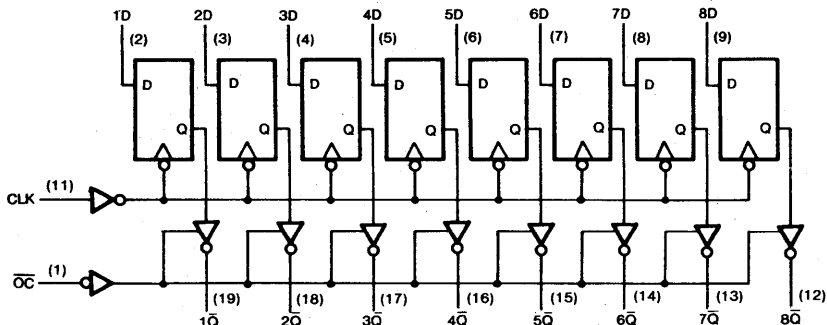 1D 2D 3D 4D 5D 6D 7D 8D
(2) (3) (4) (5) (6) (7) (8) (9)
D D D D D D D D
Q Q Q Q Q Q Q Q
CLK (11)
O̅C̅ (1)
(19) (18) (17) (16) (15) (14) (13) (12)
1Q̅ 2Q̅ 3Q̅ 4Q̅ 5Q̅ 6Q̅ 7Q̅ 8Q̅